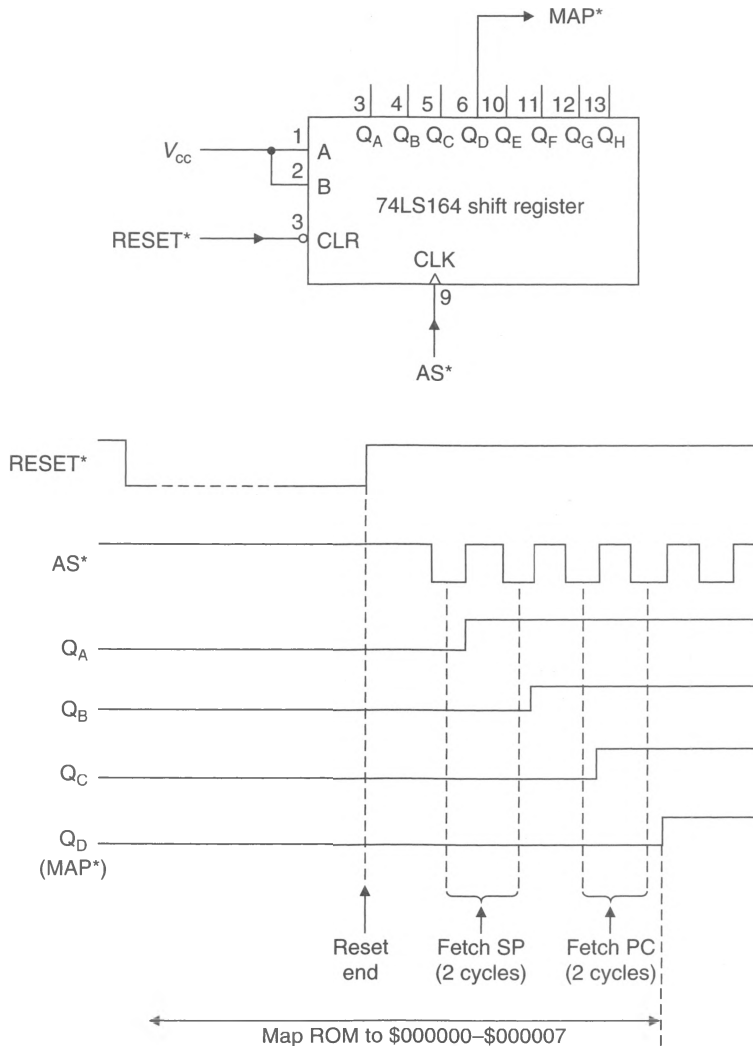 MAP*
3 4 5 6 10 11 12 13
Q_A Q_B Q_C Q_D Q_E Q_F Q_G Q_H
V_cc
1 A
2 B
74LS164 shift register
RESET* 3 CLR
CLK
9
AS*
RESET*
AS*
Q_A
Q_B
Q_C
Q_D
(MAP*)
Reset end
Fetch SP (2 cycles)
Fetch PC (2 cycles)
Map ROM to $000000–$000007